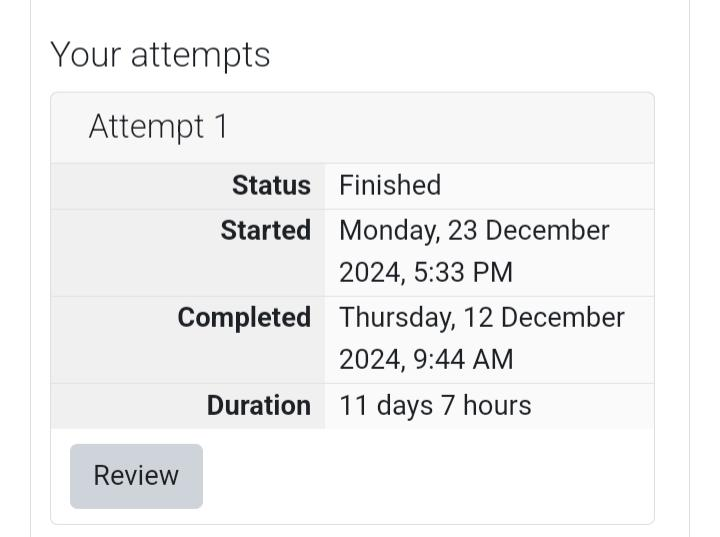 Your attempts
Attempt 1
Status Finished
Started Monday, 23 December
2024, 5:33 PM
Completed Thursday, 12 December
2024, 9:44 AM
Duration 11 days 7 hours
Review